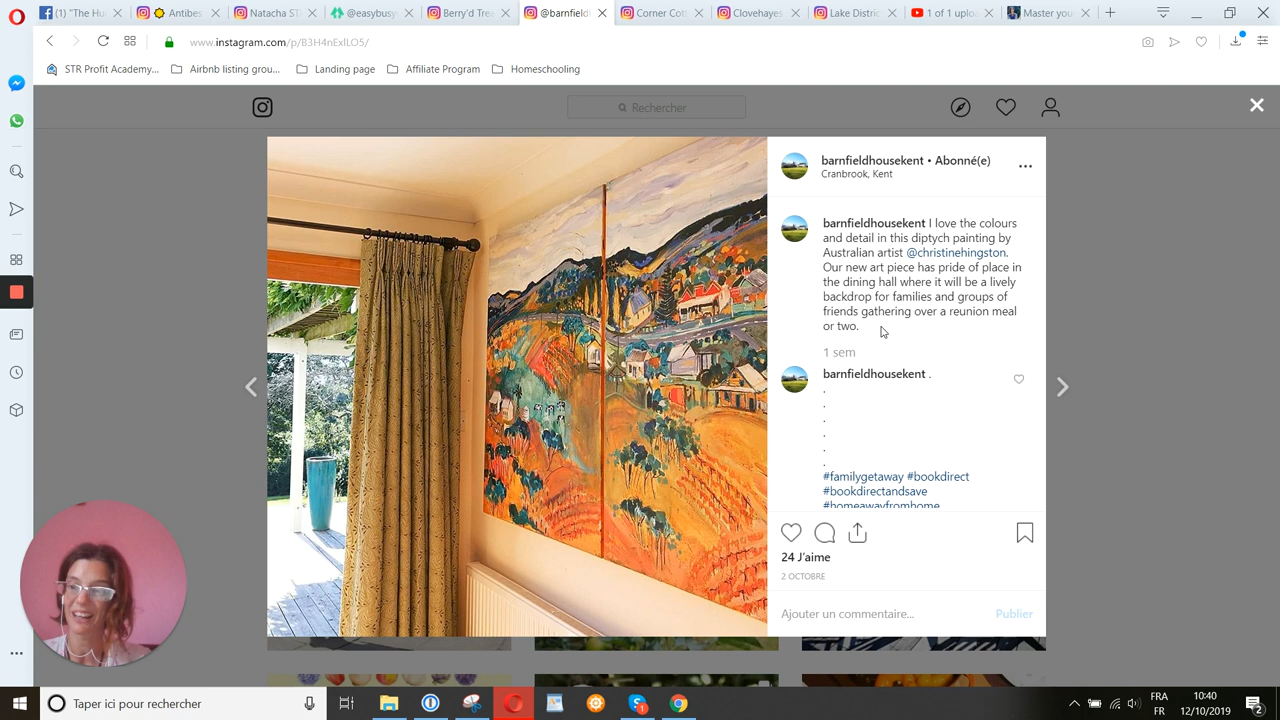 (1) "The Hu
Antibes
Natacha ST
@easybusy
Berry'd Trea
@barnfield
Corner Cott
Clovehayes
Lake Distric
1 of 1 uploa
Master you
www.instagram.com/p/B3H4nExILO5/
STR Profit Academy...
Airbnb listing grou...
Landing page
Affiliate Program
Homeschooling
Rechercher
barnfieldhousekent • Abonné(e)
Cranbrook, Kent
barnfieldhousekent I love the colours
and detail in this diptych painting by
Australian artist @christinehingston.
Our new art piece has pride of place in
the dining hall where it will be a lively
backdrop for families and groups of
friends gathering over a reunion meal
or two.
1 sem
barnfieldhousekent .
.
.
.
.
.
.
#familygetaway #bookdirect
#bookdirectandsave
#homeawayfromhome
24 J'aime
2 OCTOBRE
Ajouter un commentaire...
Publier
Taper ici pour rechercher
1
FRA
FR
10:40
12/10/2019
2